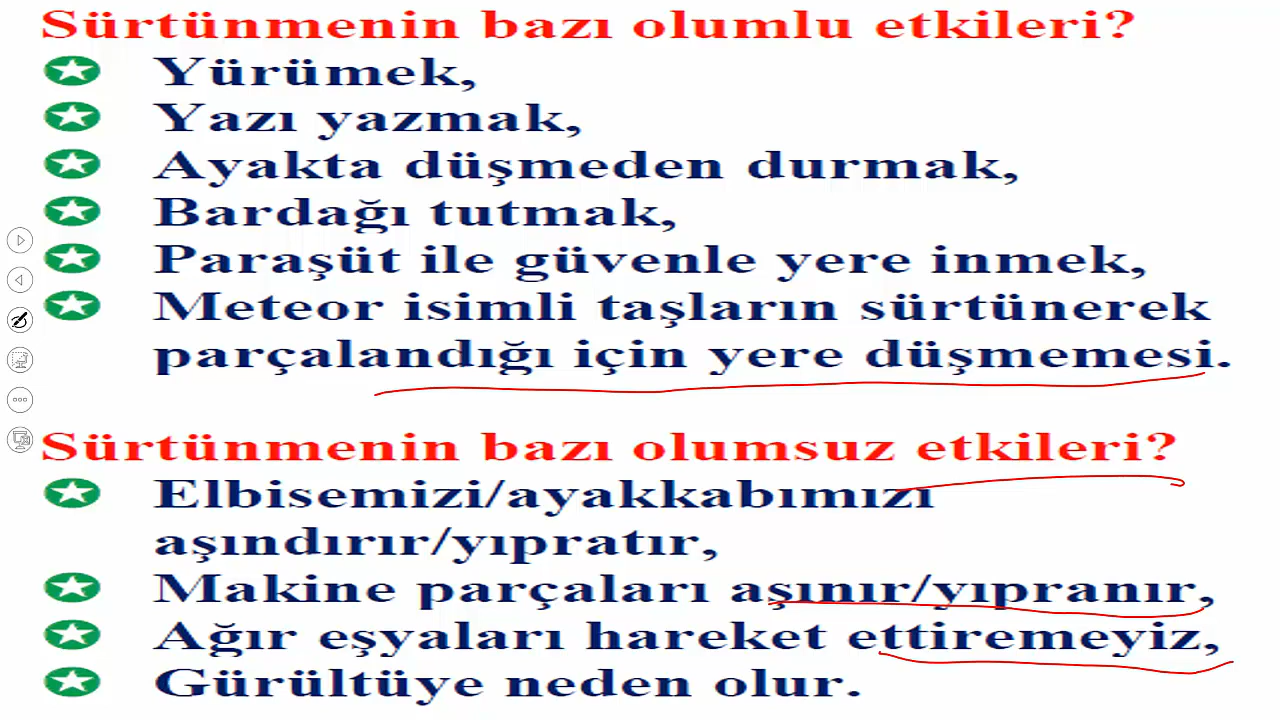 Sürtünmenin bazı olumlu etkileri?
Yürümek,
Yazı yazmak,
Ayakta düşmeden durmak,
Bardağı tutmak,
Paraşüt ile güvenle yere inmek,
Meteor isimli taşların sürtünerek
parçalandığı için yere düşmemesi.
Sürtünmenin bazı olumsuz etkileri?
Elbisemizi/ayakkabımızı
aşındırır/yıpratır,
Makine parçaları aşınır/yıpranır,
Ağır eşyaları hareket ettiremeyiz,
Gürültüye neden olur.